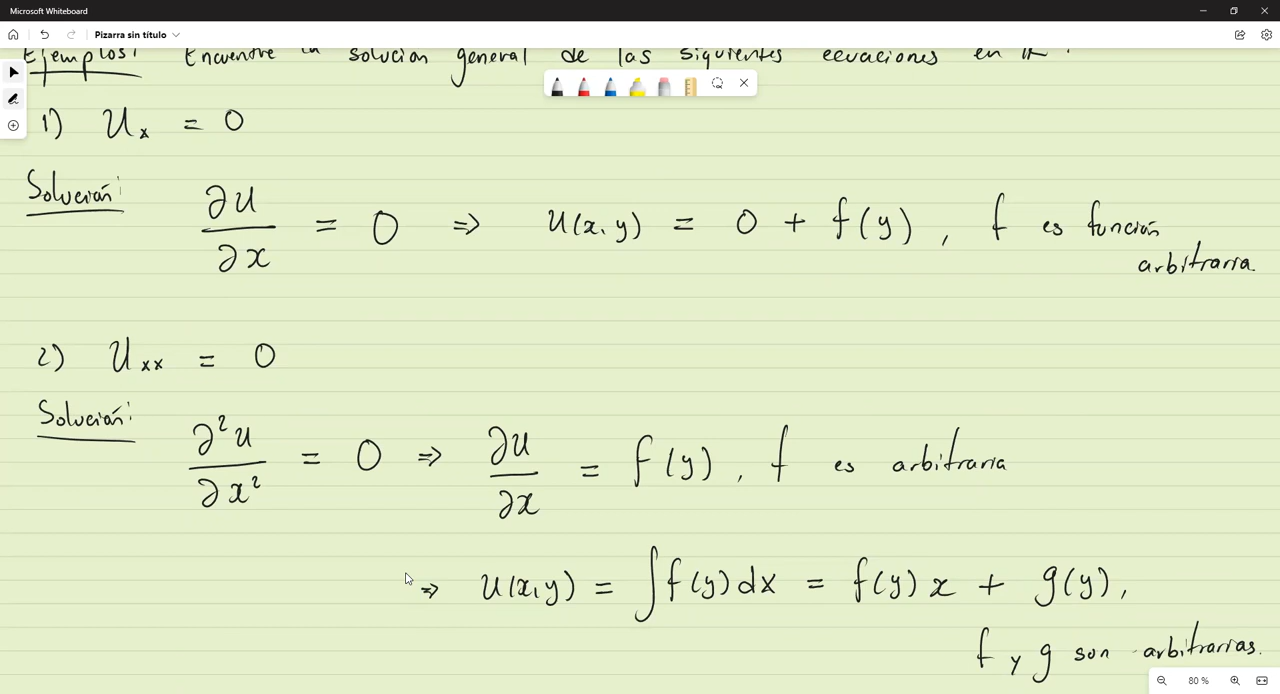 Microsoft Whiteboard
Pizarra sin título
Ejemplos: Encuentre la solución general de las siguientes ecuaciones en
1) Ux = 0
Solución: ∂u/∂x = 0 ⇒ u(x,y) = 0 + f(y), f es función
arbitraria.
2) Uxx = 0
Solución: ∂²u/∂x² = 0 ⇒ ∂u/∂x = f(y), f es arbitraria
⇒ u(x,y) = ∫f(y)dx = f(y)x + g(y),
f y g son arbitrarias.
80 %